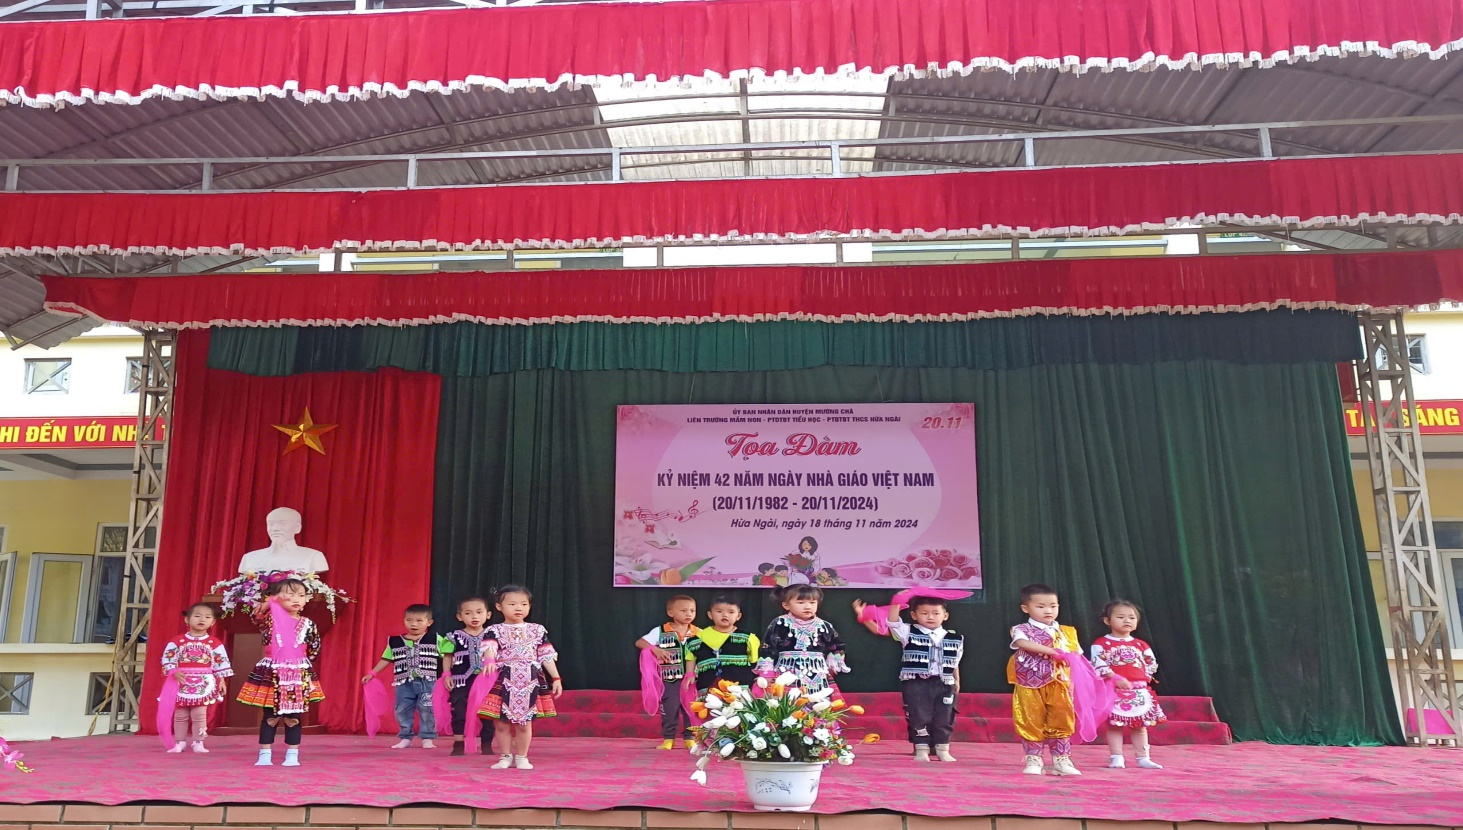 ỦY BAN NHÂN DÂN HUYỆN MƯỜNG CHÀ
LIÊN TRƯỜNG MẦM NON - PTDTBT TIỂU HỌC - PTDTBT THCS HỪA NGÀI
20.11
Tọa Đàm
KỶ NIỆM 42 NĂM NGÀY NHÀ GIÁO VIỆT NAM
(20/11/1982 - 20/11/2024)
Hừa Ngài, ngày 18 tháng 11 năm 2024
HI ĐẾN VỚI NH
SÁNG